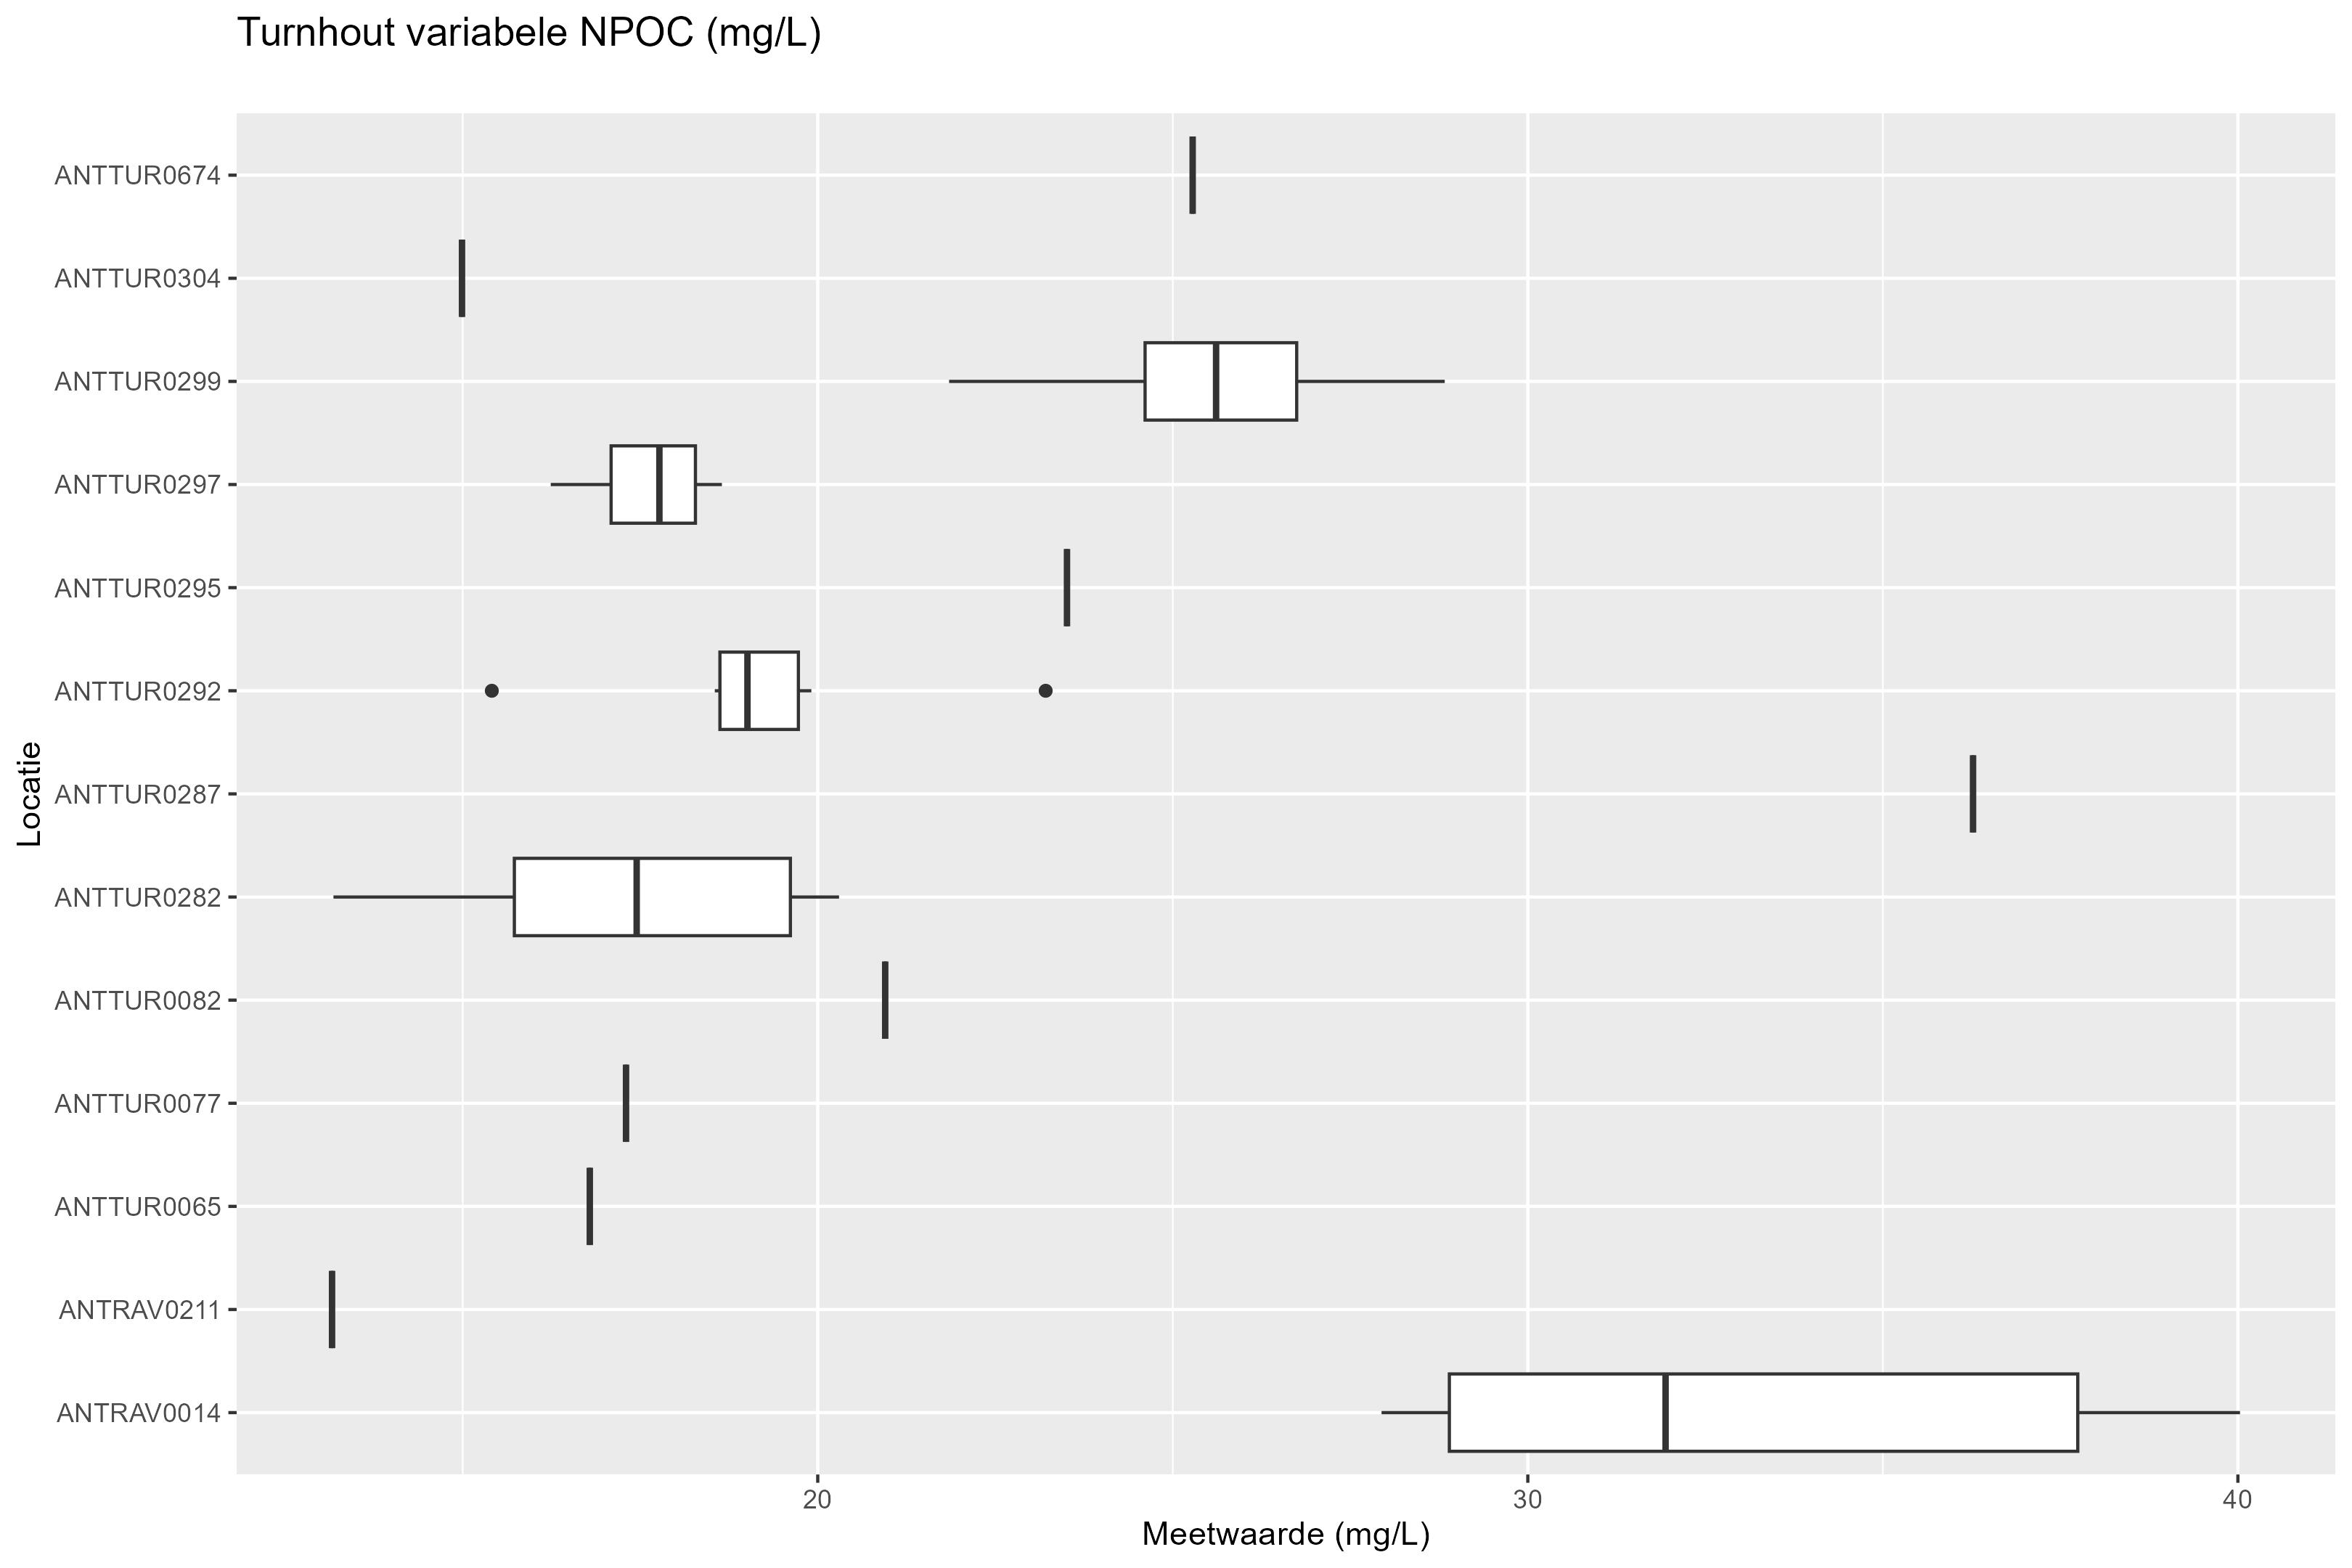 Turnhout variabele NPOC (mg/L)
Locatie
ANTTUR0674
ANTTUR0304
ANTTUR0299
ANTTUR0297
ANTTUR0295
ANTTUR0292
ANTTUR0287
ANTTUR0282
ANTTUR0082
ANTTUR0077
ANTTUR0065
ANTRAV0211
ANTRAV0014
20 30 40
Meetwaarde (mg/L)